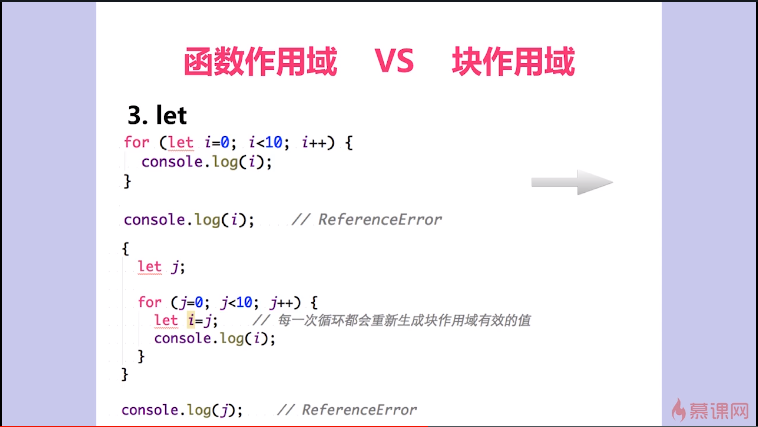 函数作用域 VS 块作用域
3. let
for (let i=0; i<10; i++) {
console.log(i);
}
console.log(i); // ReferenceError
{
let j;
for (j=0; j<10; j++) {
let i=j; // 每一次循环都会重新生成块作用域有效的值
console.log(i);
}
}
console.log(j); // ReferenceError
慕课网